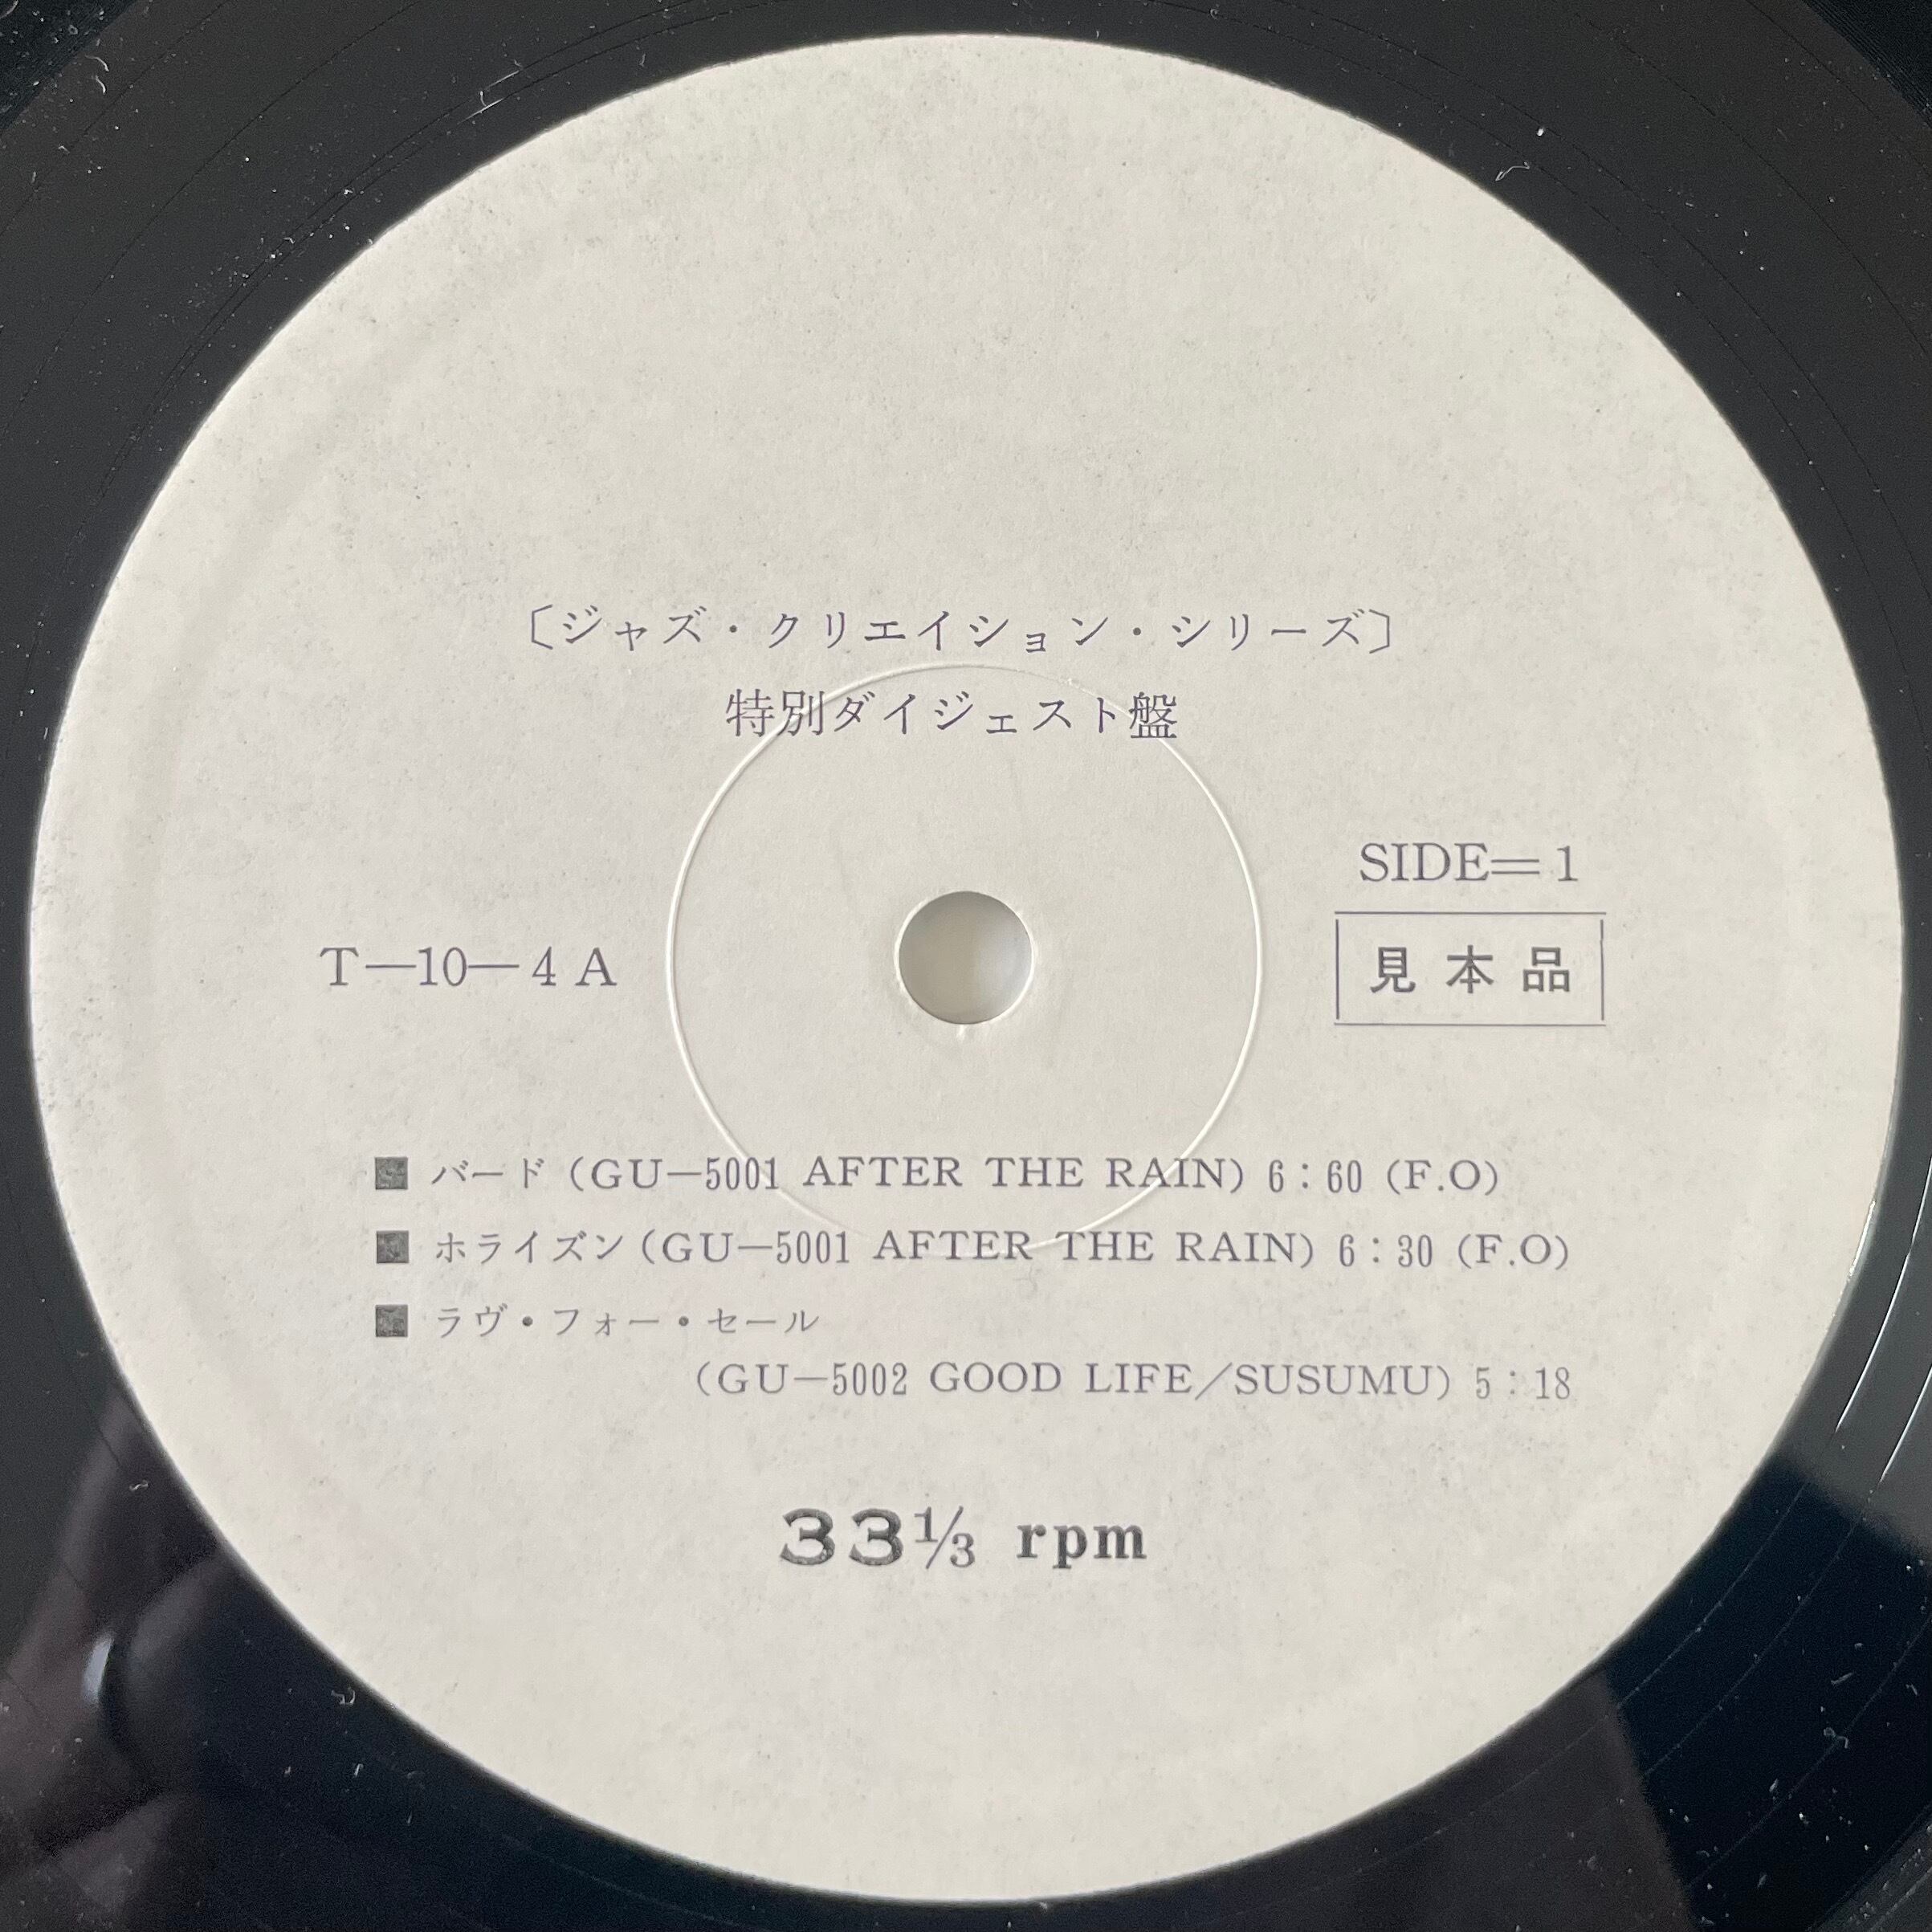 〔ジャズ・クリエイション・シリーズ〕
特別ダイジェスト盤
SIDE=1
T-10-4 A
見本品
■ バード (GU-5001 AFTER THE RAIN) 6:60 (F.O)
■ ホライズン (GU-5001 AFTER THE RAIN) 6:30 (F.O)
■ ラヴ・フォー・セール
(GU-5002 GOOD LIFE/SUSUMU) 5:18
33⅓ rpm